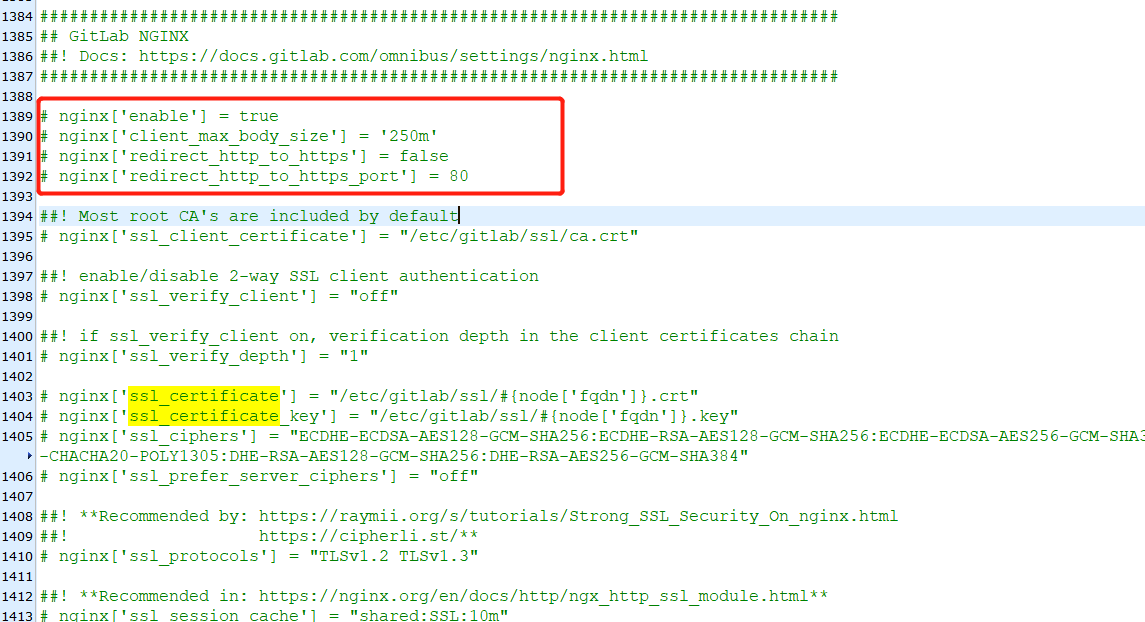 1384 ################################################################################
1385 ## GitLab NGINX
1386 ##! Docs: https://docs.gitlab.com/omnibus/settings/nginx.html
1387 ################################################################################
1388
1389 # nginx['enable'] = true
1390 # nginx['client_max_body_size'] = '250m'
1391 # nginx['redirect_http_to_https'] = false
1392 # nginx['redirect_http_to_https_port'] = 80
1393
1394 ##! Most root CA's are included by default
1395 # nginx['ssl_client_certificate'] = "/etc/gitlab/ssl/ca.crt"
1396
1397 ##! enable/disable 2-way SSL client authentication
1398 # nginx['ssl_verify_client'] = "off"
1399
1400 ##! if ssl_verify_client on, verification depth in the client certificates chain
1401 # nginx['ssl_verify_depth'] = "1"
1402
1403 # nginx['ssl_certificate'] = "/etc/gitlab/ssl/#{node['fqdn']}.crt"
1404 # nginx['ssl_certificate_key'] = "/etc/gitlab/ssl/#{node['fqdn']}.key"
1405 # nginx['ssl_ciphers'] = "ECDHE-ECDSA-AES128-GCM-SHA256:ECDHE-RSA-AES128-GCM-SHA256:ECDHE-ECDSA-AES256-GCM-SHA3
-CHACHA20-POLY1305:DHE-RSA-AES128-GCM-SHA256:DHE-RSA-AES256-GCM-SHA384"
1406 # nginx['ssl_prefer_server_ciphers'] = "off"
1407
1408 ##! **Recommended by: https://raymii.org/s/tutorials/Strong_SSL_Security_On_nginx.html
1409 ##!                   https://cipherli.st/**
1410 # nginx['ssl_protocols'] = "TLSv1.2 TLSv1.3"
1411
1412 ##! **Recommended in: https://nginx.org/en/docs/http/ngx_http_ssl_module.html**
1413 # nginx['ssl_session_cache'] = "shared:SSL:10m"